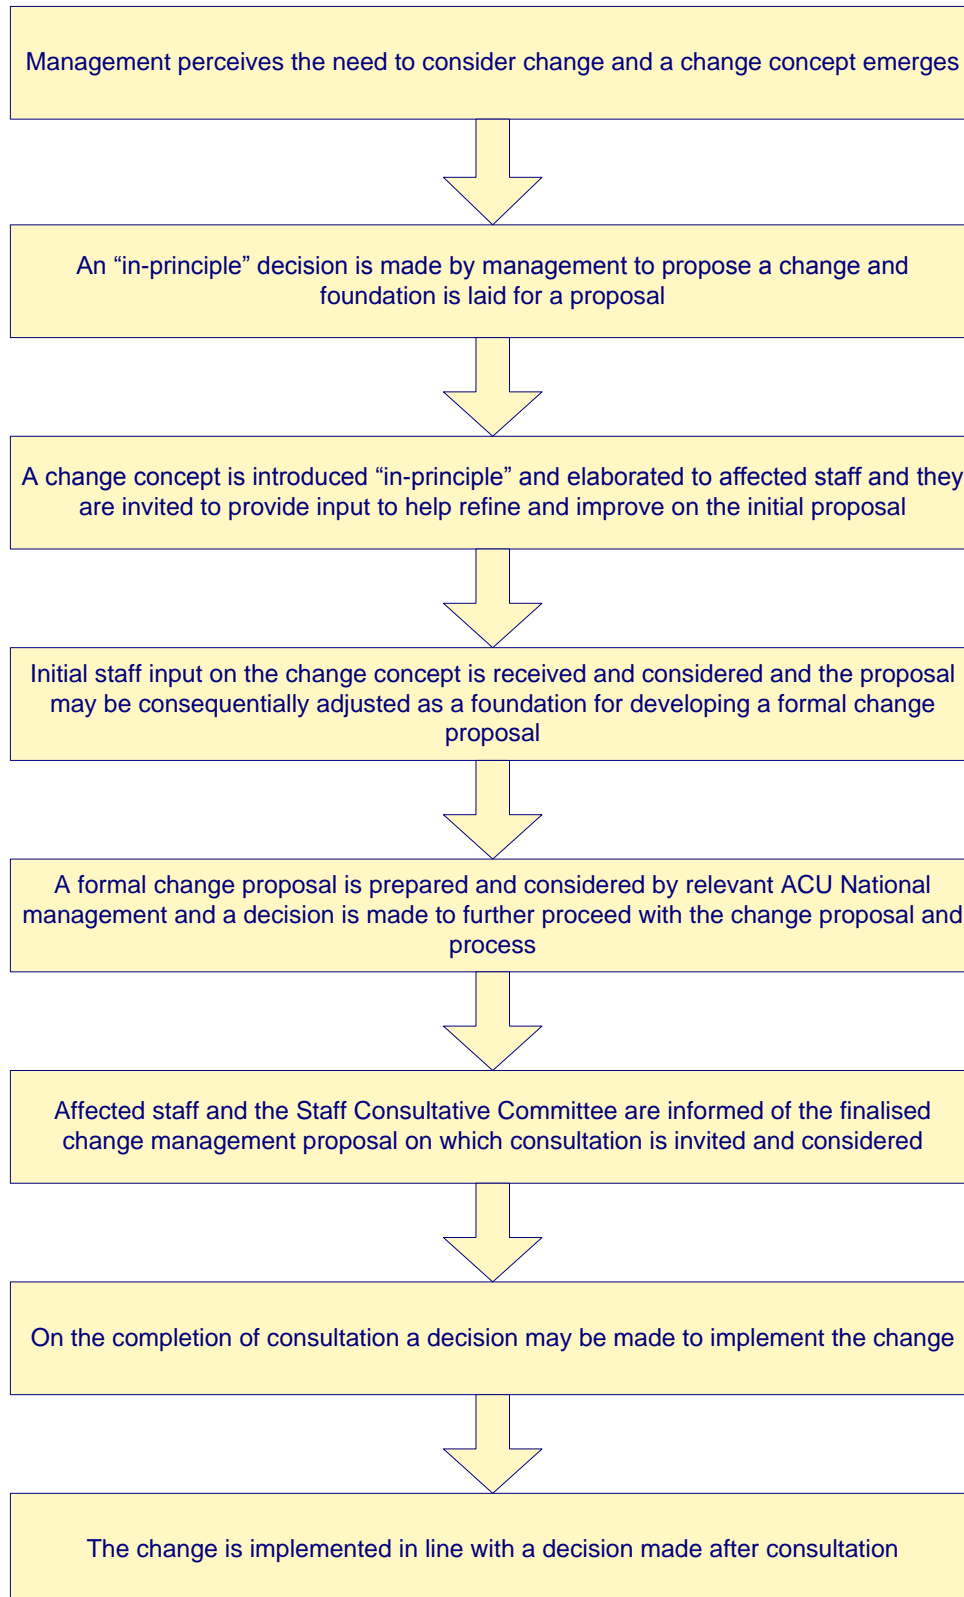 Management perceives the need to consider change and a change concept emerges
An “in-principle” decision is made by management to propose a change and
foundation is laid for a proposal
A change concept is introduced “in-principle” and elaborated to affected staff and they
are invited to provide input to help refine and improve on the initial proposal
Initial staff input on the change concept is received and considered and the proposal
may be consequentially adjusted as a foundation for developing a formal change
proposal
A formal change proposal is prepared and considered by relevant ACU National
management and a decision is made to further proceed with the change proposal and
process
Affected staff and the Staff Consultative Committee are informed of the finalised
change management proposal on which consultation is invited and considered
On the completion of consultation a decision may be made to implement the change
The change is implemented in line with a decision made after consultation